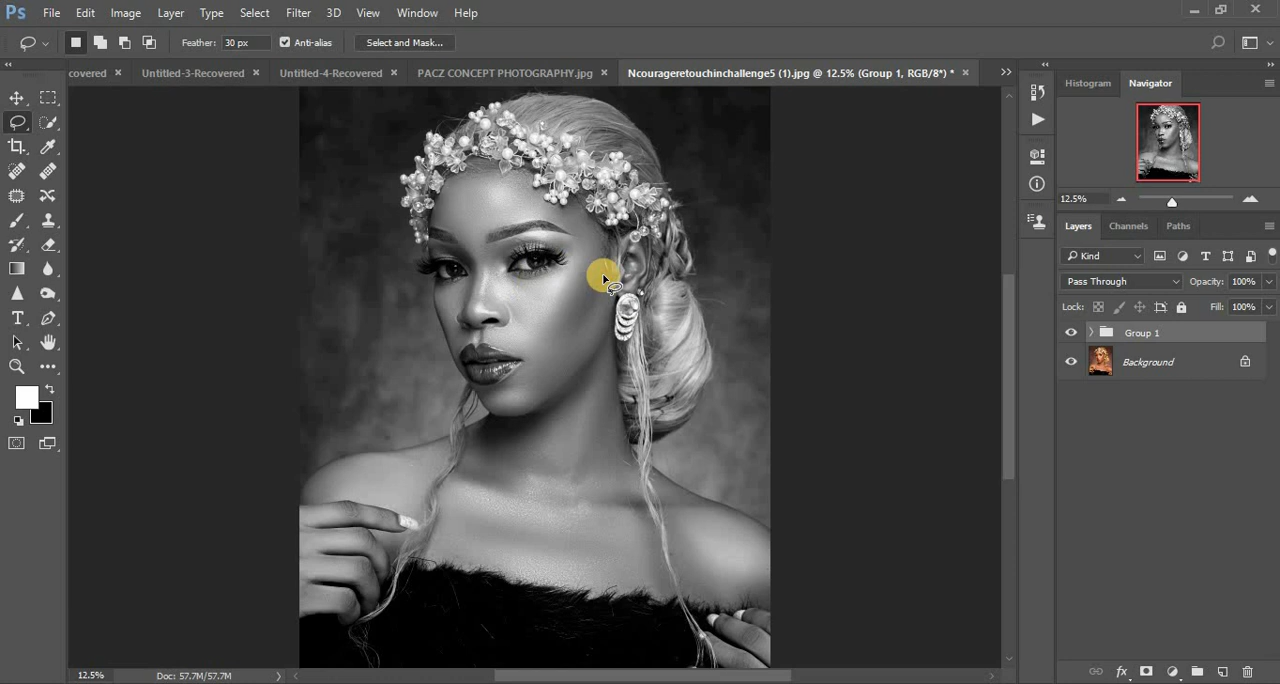 Ps File Edit Image Layer Type Select Filter 3D View Window Help
Feather: 30 px Anti-alias Select and Mask...
covered × Untitled-3-Recovered × Untitled-4-Recovered × PACZ CONCEPT PHOTOGRAPHY.jpg × Ncourageretouchinchallenge5 (1).jpg @ 12.5% (Group 1, RGB/8*) * ×
Histogram Navigator
12.5%
Layers Channels Paths
Kind
Pass Through Opacity: 100%
Lock: Fill: 100%
Group 1
Background
12.5% Doc: 57.7M/57.7M